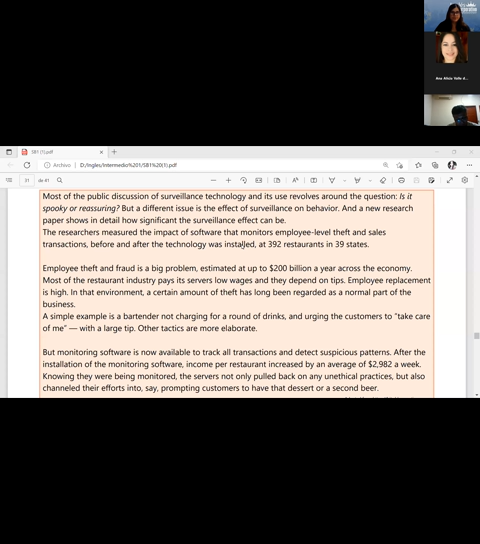 Ana Alicia Yalle d...
SB1 (1).pdf
Archivo D:/Ingles/Intermedio%201/SB1%20(1).pdf
31 de 41
Most of the public discussion of surveillance technology and its use revolves around the question: Is it
spooky or reassuring? But a different issue is the effect of surveillance on behavior. And a new research
paper shows in detail how significant the surveillance effect can be.
The researchers measured the impact of software that monitors employee-level theft and sales
transactions, before and after the technology was installed, at 392 restaurants in 39 states.
Employee theft and fraud is a big problem, estimated at up to $200 billion a year across the economy.
Most of the restaurant industry pays its servers low wages and they depend on tips. Employee replacement
is high. In that environment, a certain amount of theft has long been regarded as a normal part of the
business.
A simple example is a bartender not charging for a round of drinks, and urging the customers to "take care
of me" — with a large tip. Other tactics are more elaborate.
But monitoring software is now available to track all transactions and detect suspicious patterns. After the
installation of the monitoring software, income per restaurant increased by an average of $2,982 a week.
Knowing they were being monitored, the servers not only pulled back on any unethical practices, but also
channeled their efforts into, say, prompting customers to have that dessert or a second beer.